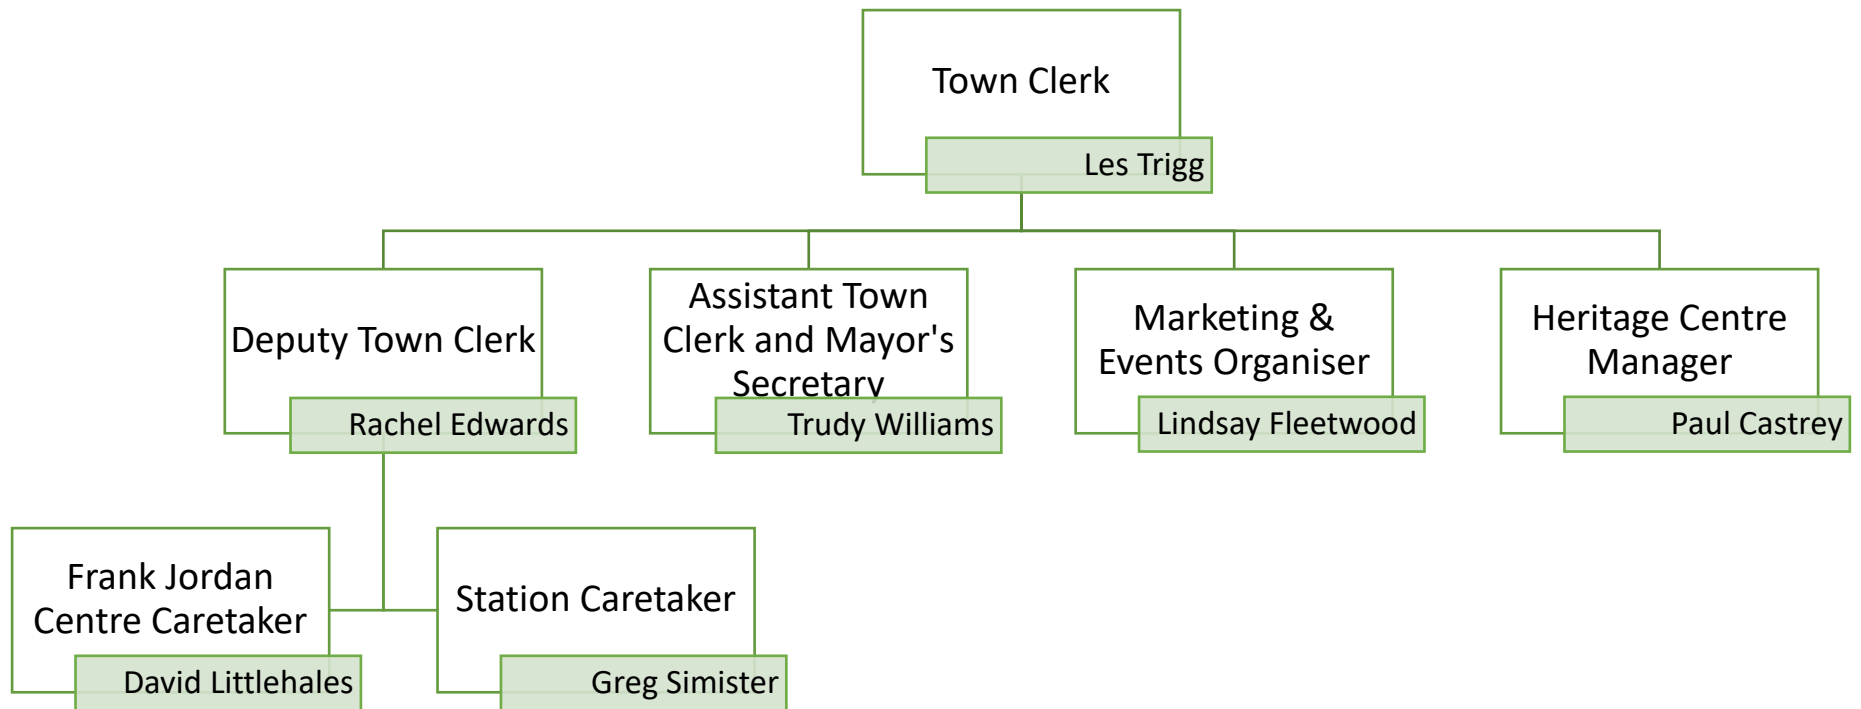 Town Clerk
Les Trigg
Deputy Town Clerk
Rachel Edwards
Assistant Town
Clerk and Mayor's
Secretary
Trudy Williams
Marketing &
Events Organiser
Lindsay Fleetwood
Heritage Centre
Manager
Paul Castrey
Frank Jordan
Centre Caretaker
David Littlehales
Station Caretaker
Greg Simister